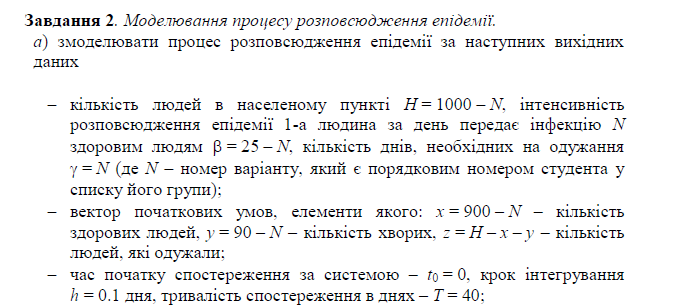 Завдання 2. Моделювання процесу розповсюдження епідемії.
а) змоделювати процес розповсюдження епідемії за наступних вихідних
даних
– кількість людей в населеному пункті H = 1000 – N, інтенсивність
розповсюдження епідемії 1-а людина за день передає інфекцію N
здоровим людям β = 25 – N, кількість днів, необхідних на одужання
γ = N (де N – номер варіанту, який є порядковим номером студента у
списку його групи);
– вектор початкових умов, елементи якого: x = 900 – N – кількість
здорових людей, y = 90 – N – кількість хворих, z = H – x – y – кількість
людей, які одужали;
– час початку спостереження за системою – t0 = 0, крок інтегрування
h = 0.1 дня, тривалість спостереження в днях – T = 40;